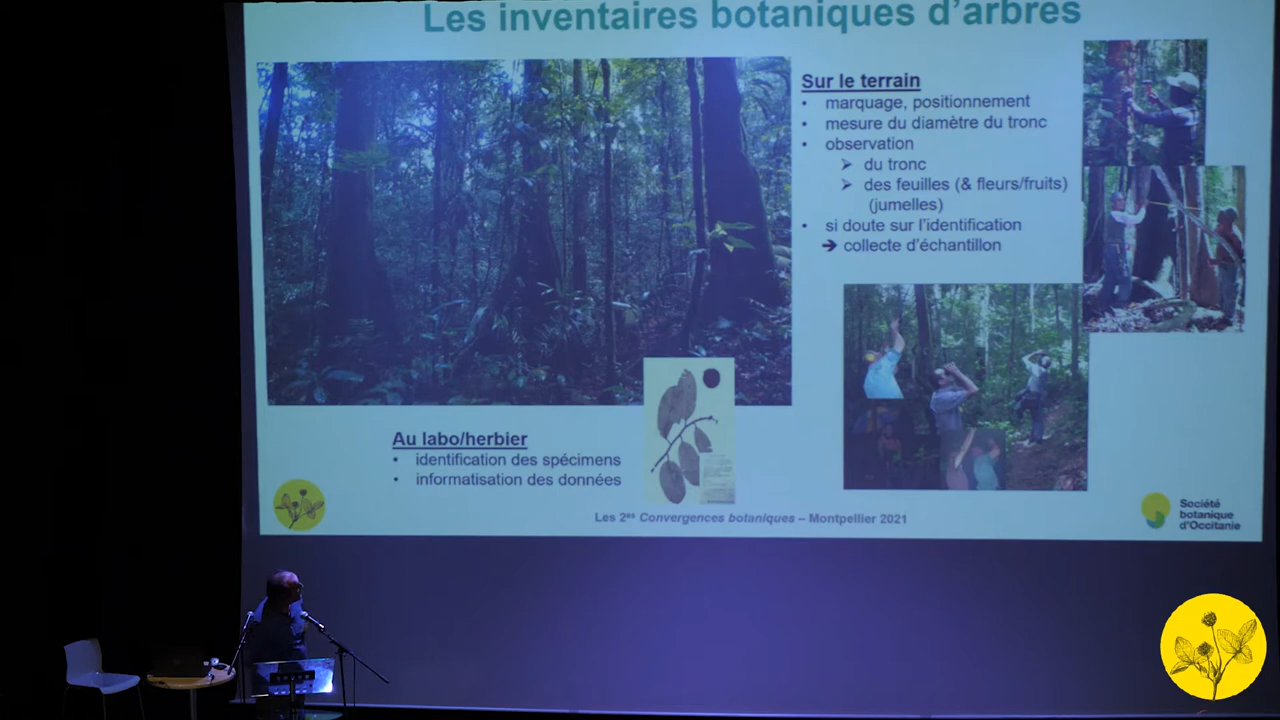 Les inventaires botaniques d'arbres
Sur le terrain
• marquage, positionnement
• mesure du diamètre du tronc
• observation
➢ du tronc
➢ des feuilles (& fleurs/fruits)
(jumelles)
• si doute sur l'identification
➔ collecte d'échantillon
Au labo/herbier
• identification des spécimens
• informatisation des données
Les 2es Convergences botaniques – Montpellier 2021
Société
botanique
d'Occitanie